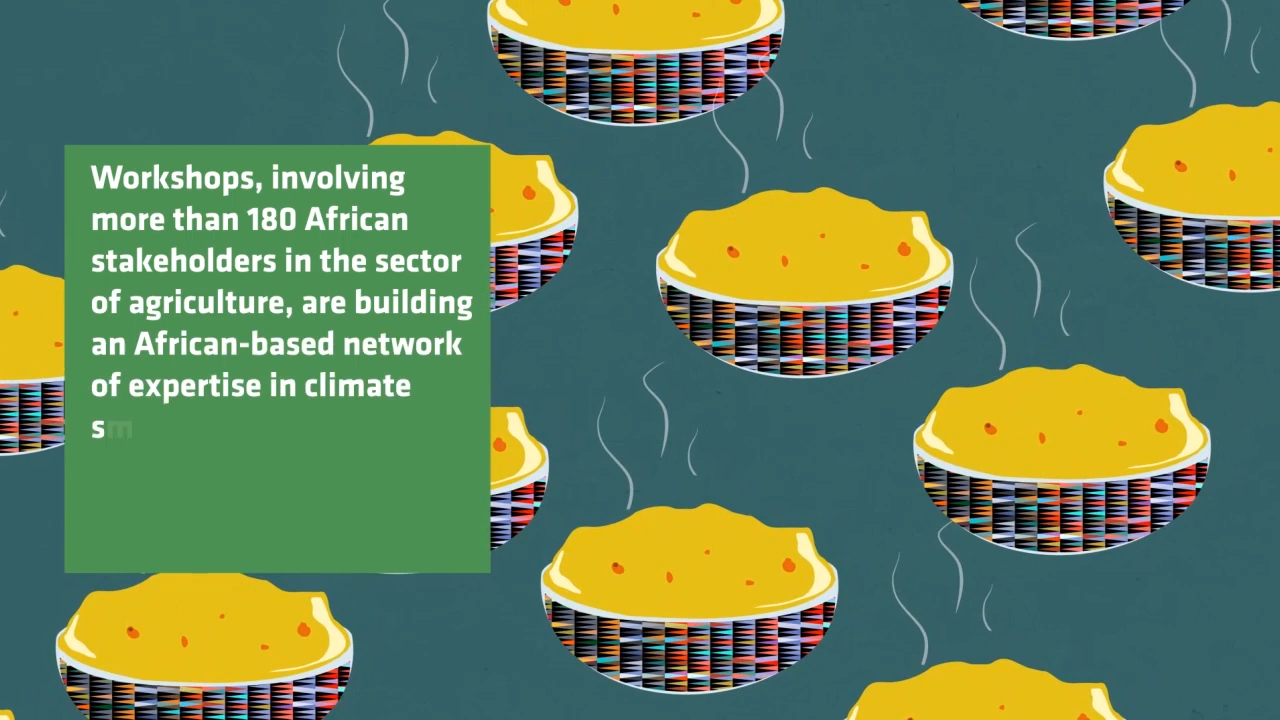 Workshops, involving
more than 180 African
stakeholders in the sector
of agriculture, are building
an African-based network
of expertise in climate
sm